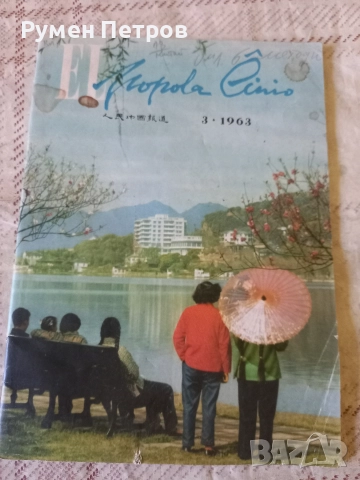 Румен Петров
El Popola Ĉinio
人民中国报道
3 · 1963
BAZAR